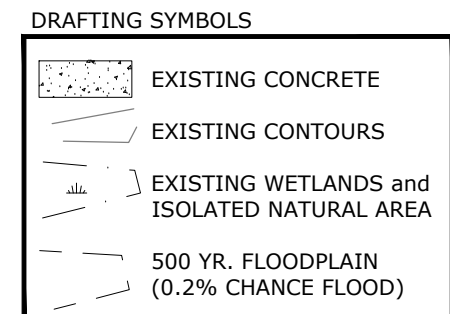 DRAFTING SYMBOLS
EXISTING CONCRETE
EXISTING CONTOURS
EXISTING WETLANDS and
ISOLATED NATURAL AREA
500 YR. FLOODPLAIN
(0.2% CHANCE FLOOD)